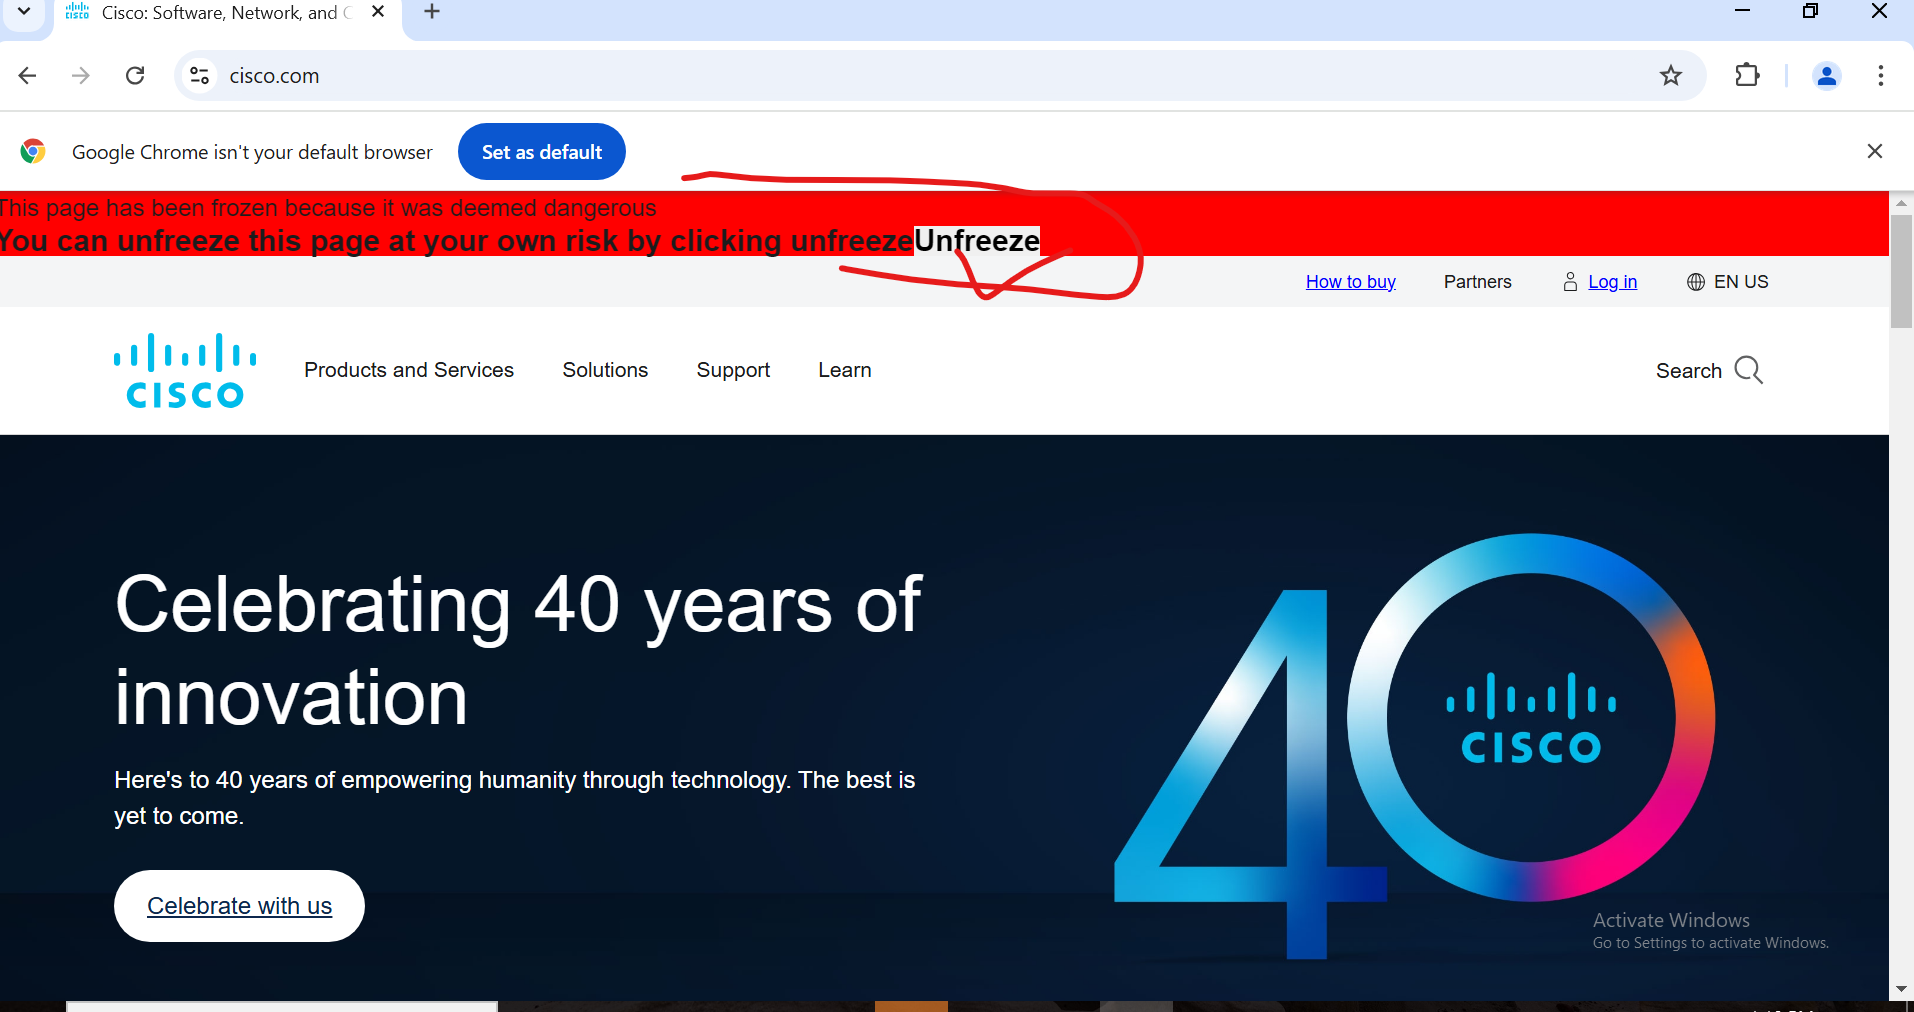 Cisco: Software, Network, and
cisco.com
Google Chrome isn't your default browser
Set as default
This page has been frozen because it was deemed dangerous
You can unfreeze this page at your own risk by clicking unfreezeUnfreeze
How to buy
Partners
Log in
EN US
CISCO
Products and Services
Solutions
Support
Learn
Search
Celebrating 40 years of
innovation
Here's to 40 years of empowering humanity through technology. The best is
yet to come.
Celebrate with us
40
CISCO
Activate Windows
Go to Settings to activate Windows.